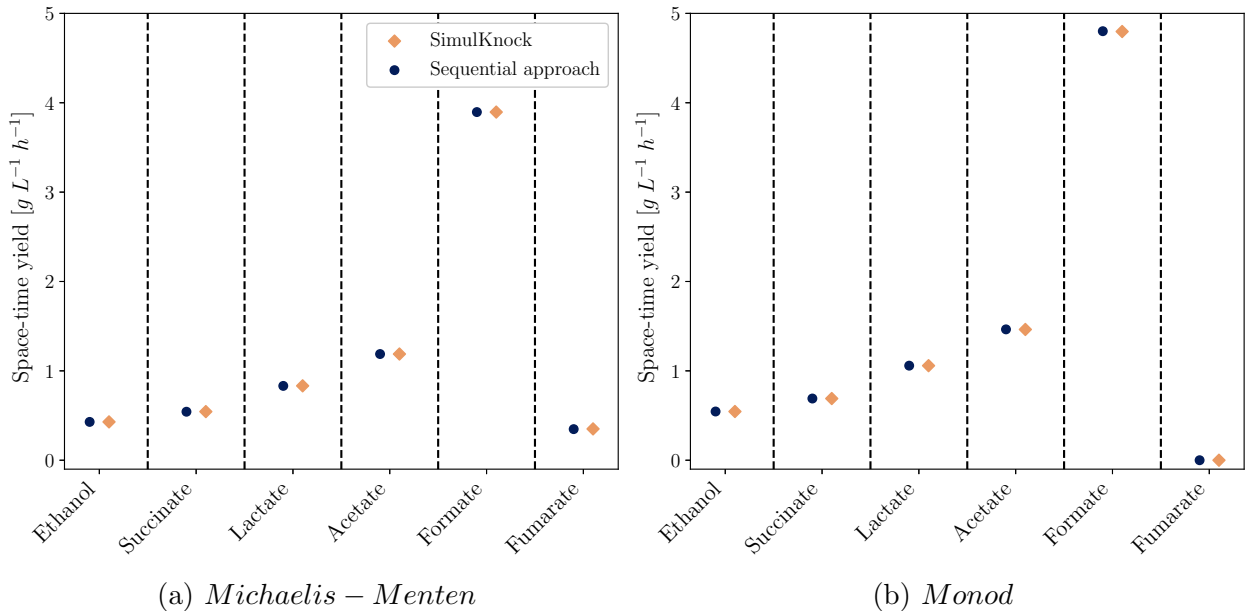 Space-time yield [g L⁻¹ h⁻¹]
5
4
3
2
1
0
SimulKnock
Sequential approach
Ethanol
Succinate
Lactate
Acetate
Formate
Fumarate
(a) Michaelis − Menten
Space-time yield [g L⁻¹ h⁻¹]
5
4
3
2
1
0
Ethanol
Succinate
Lactate
Acetate
Formate
Fumarate
(b) Monod